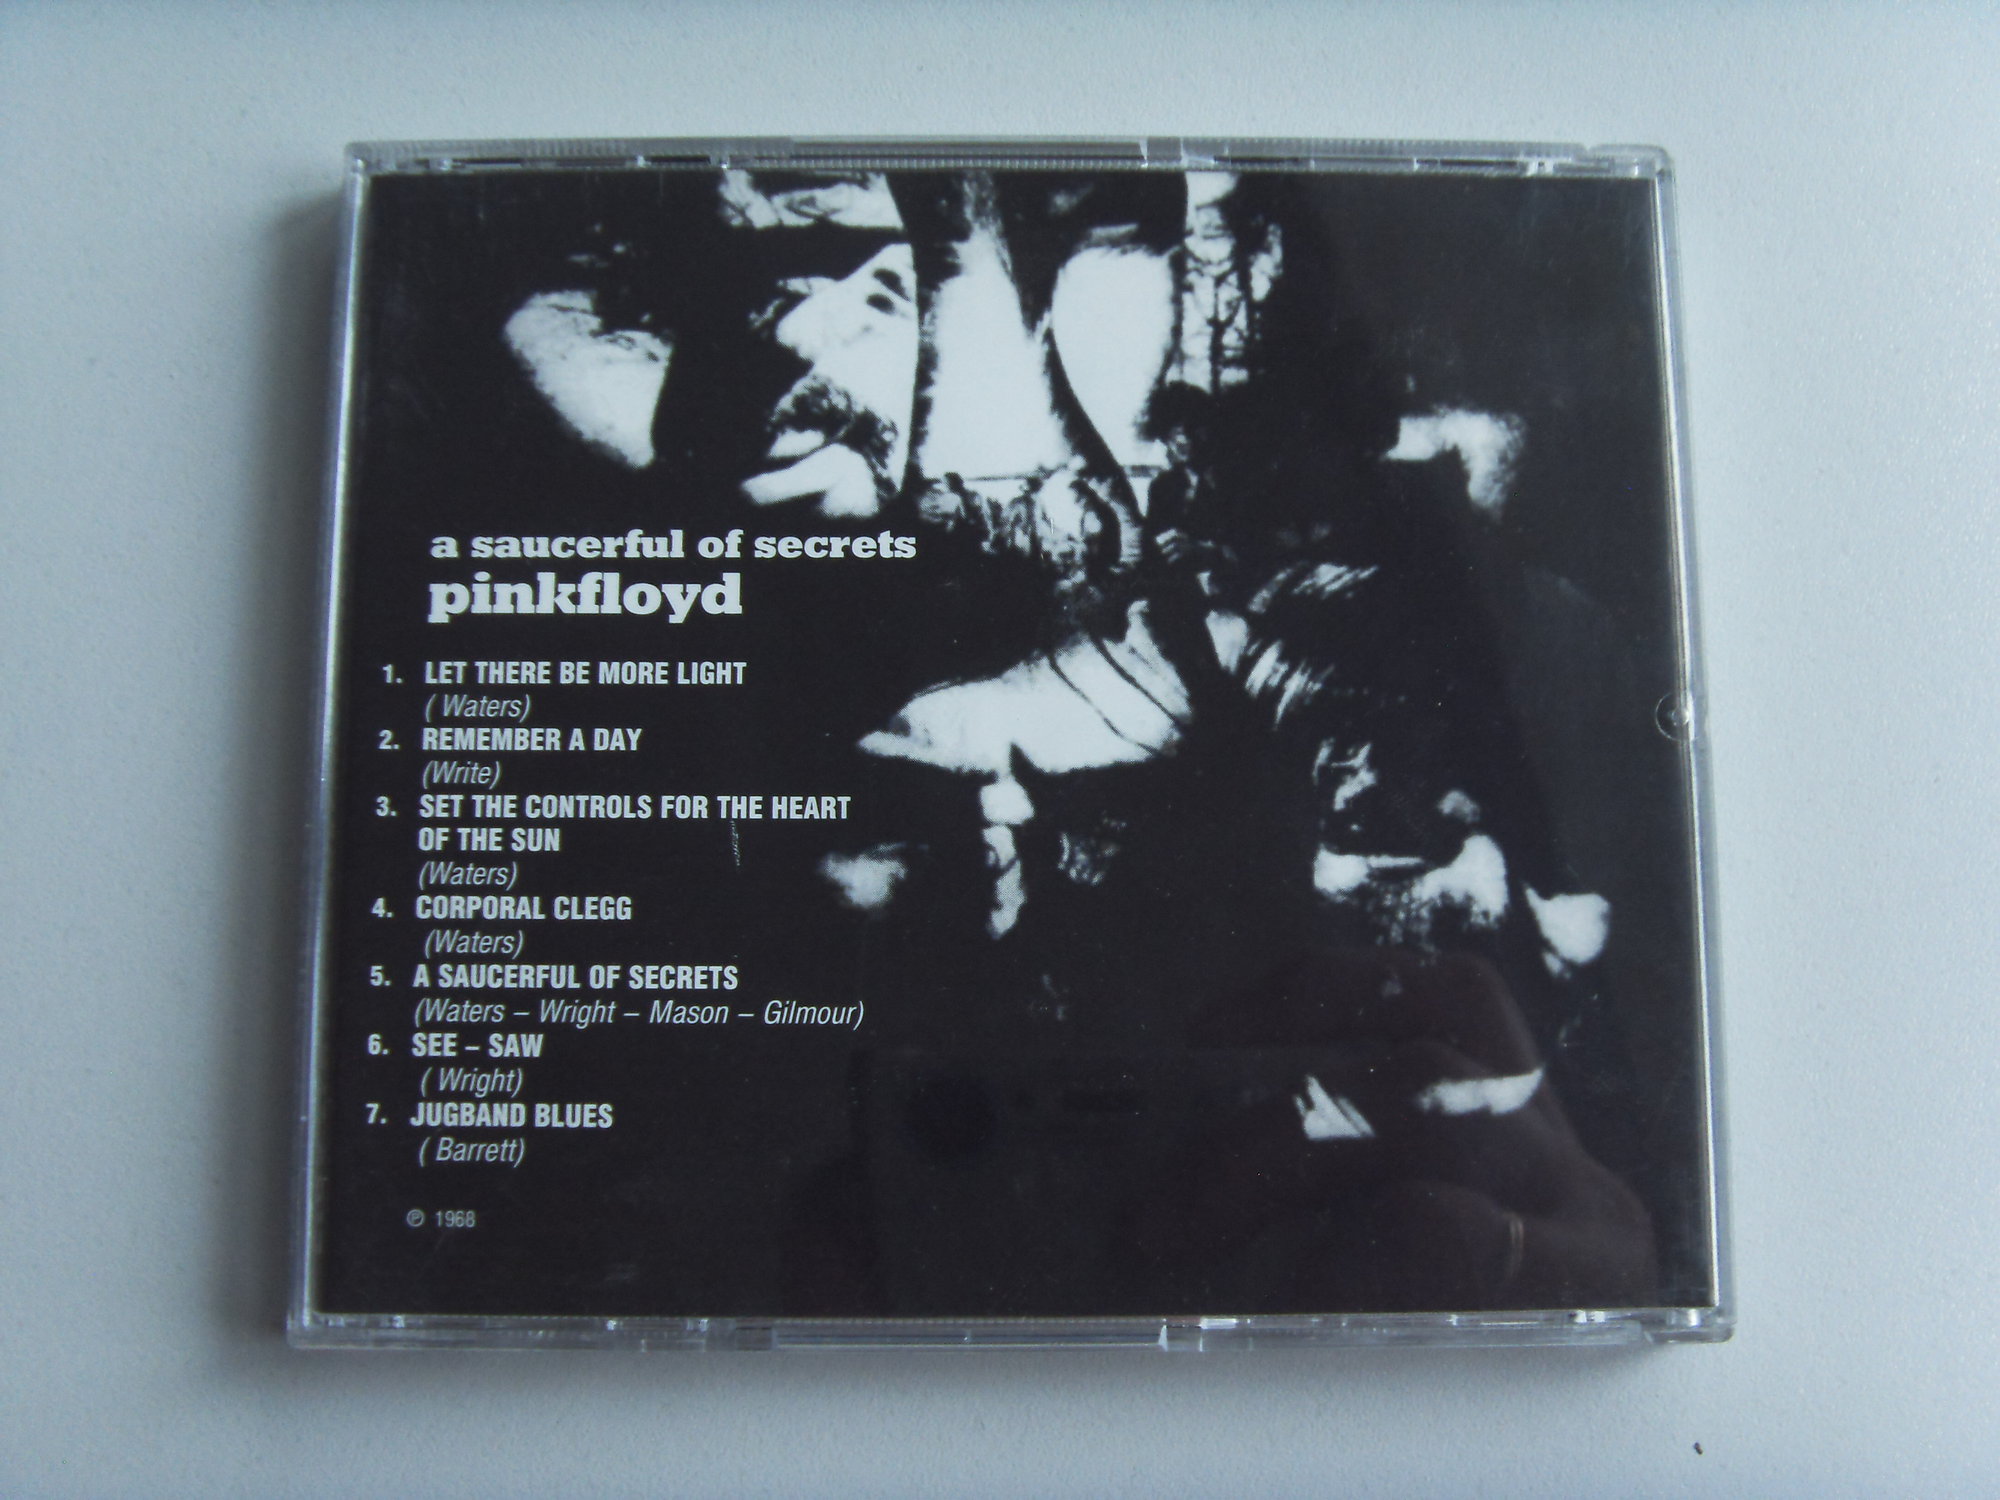 a saucerful of secrets
pinkfloyd
1. LET THERE BE MORE LIGHT
( Waters)
2. REMEMBER A DAY
(Write)
3. SET THE CONTROLS FOR THE HEART
OF THE SUN
(Waters)
4. CORPORAL CLEGG
(Waters)
5. A SAUCERFUL OF SECRETS
(Waters – Wright – Mason – Gilmour)
6. SEE – SAW
( Wright)
7. JUGBAND BLUES
( Barrett)
℗ 1968